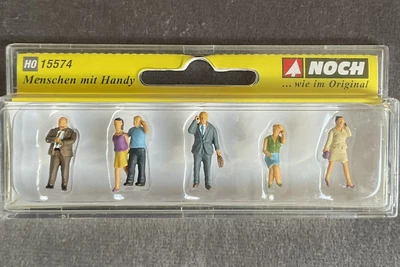 H0 15574
Menschen mit Handy
NOCH
... wie im Original